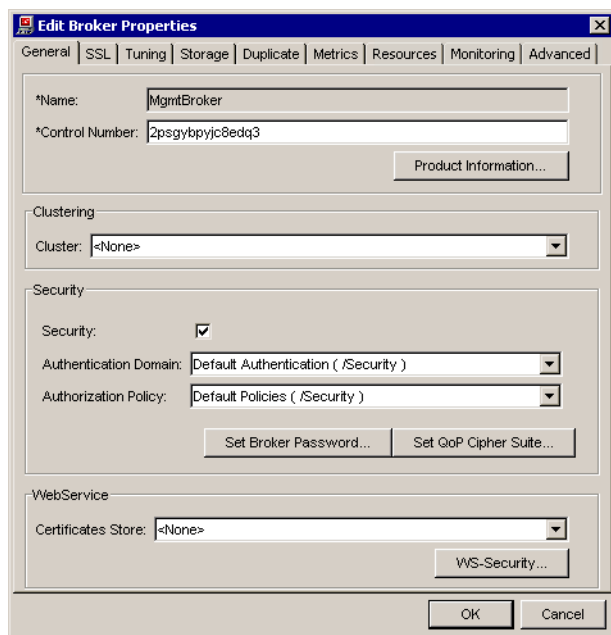 Edit Broker Properties
General SSL Tuning Storage Duplicate Metrics Resources Monitoring Advanced
*Name: MgmtBroker
*Control Number: 2psgybpyjc8edq3
Product Information...
Clustering
Cluster: <None>
Security
Security:
Authentication Domain: Default Authentication ( /Security )
Authorization Policy: Default Policies ( /Security )
Set Broker Password... Set QoP Cipher Suite...
WebService
Certificates Store: <None>
WS-Security...
OK Cancel